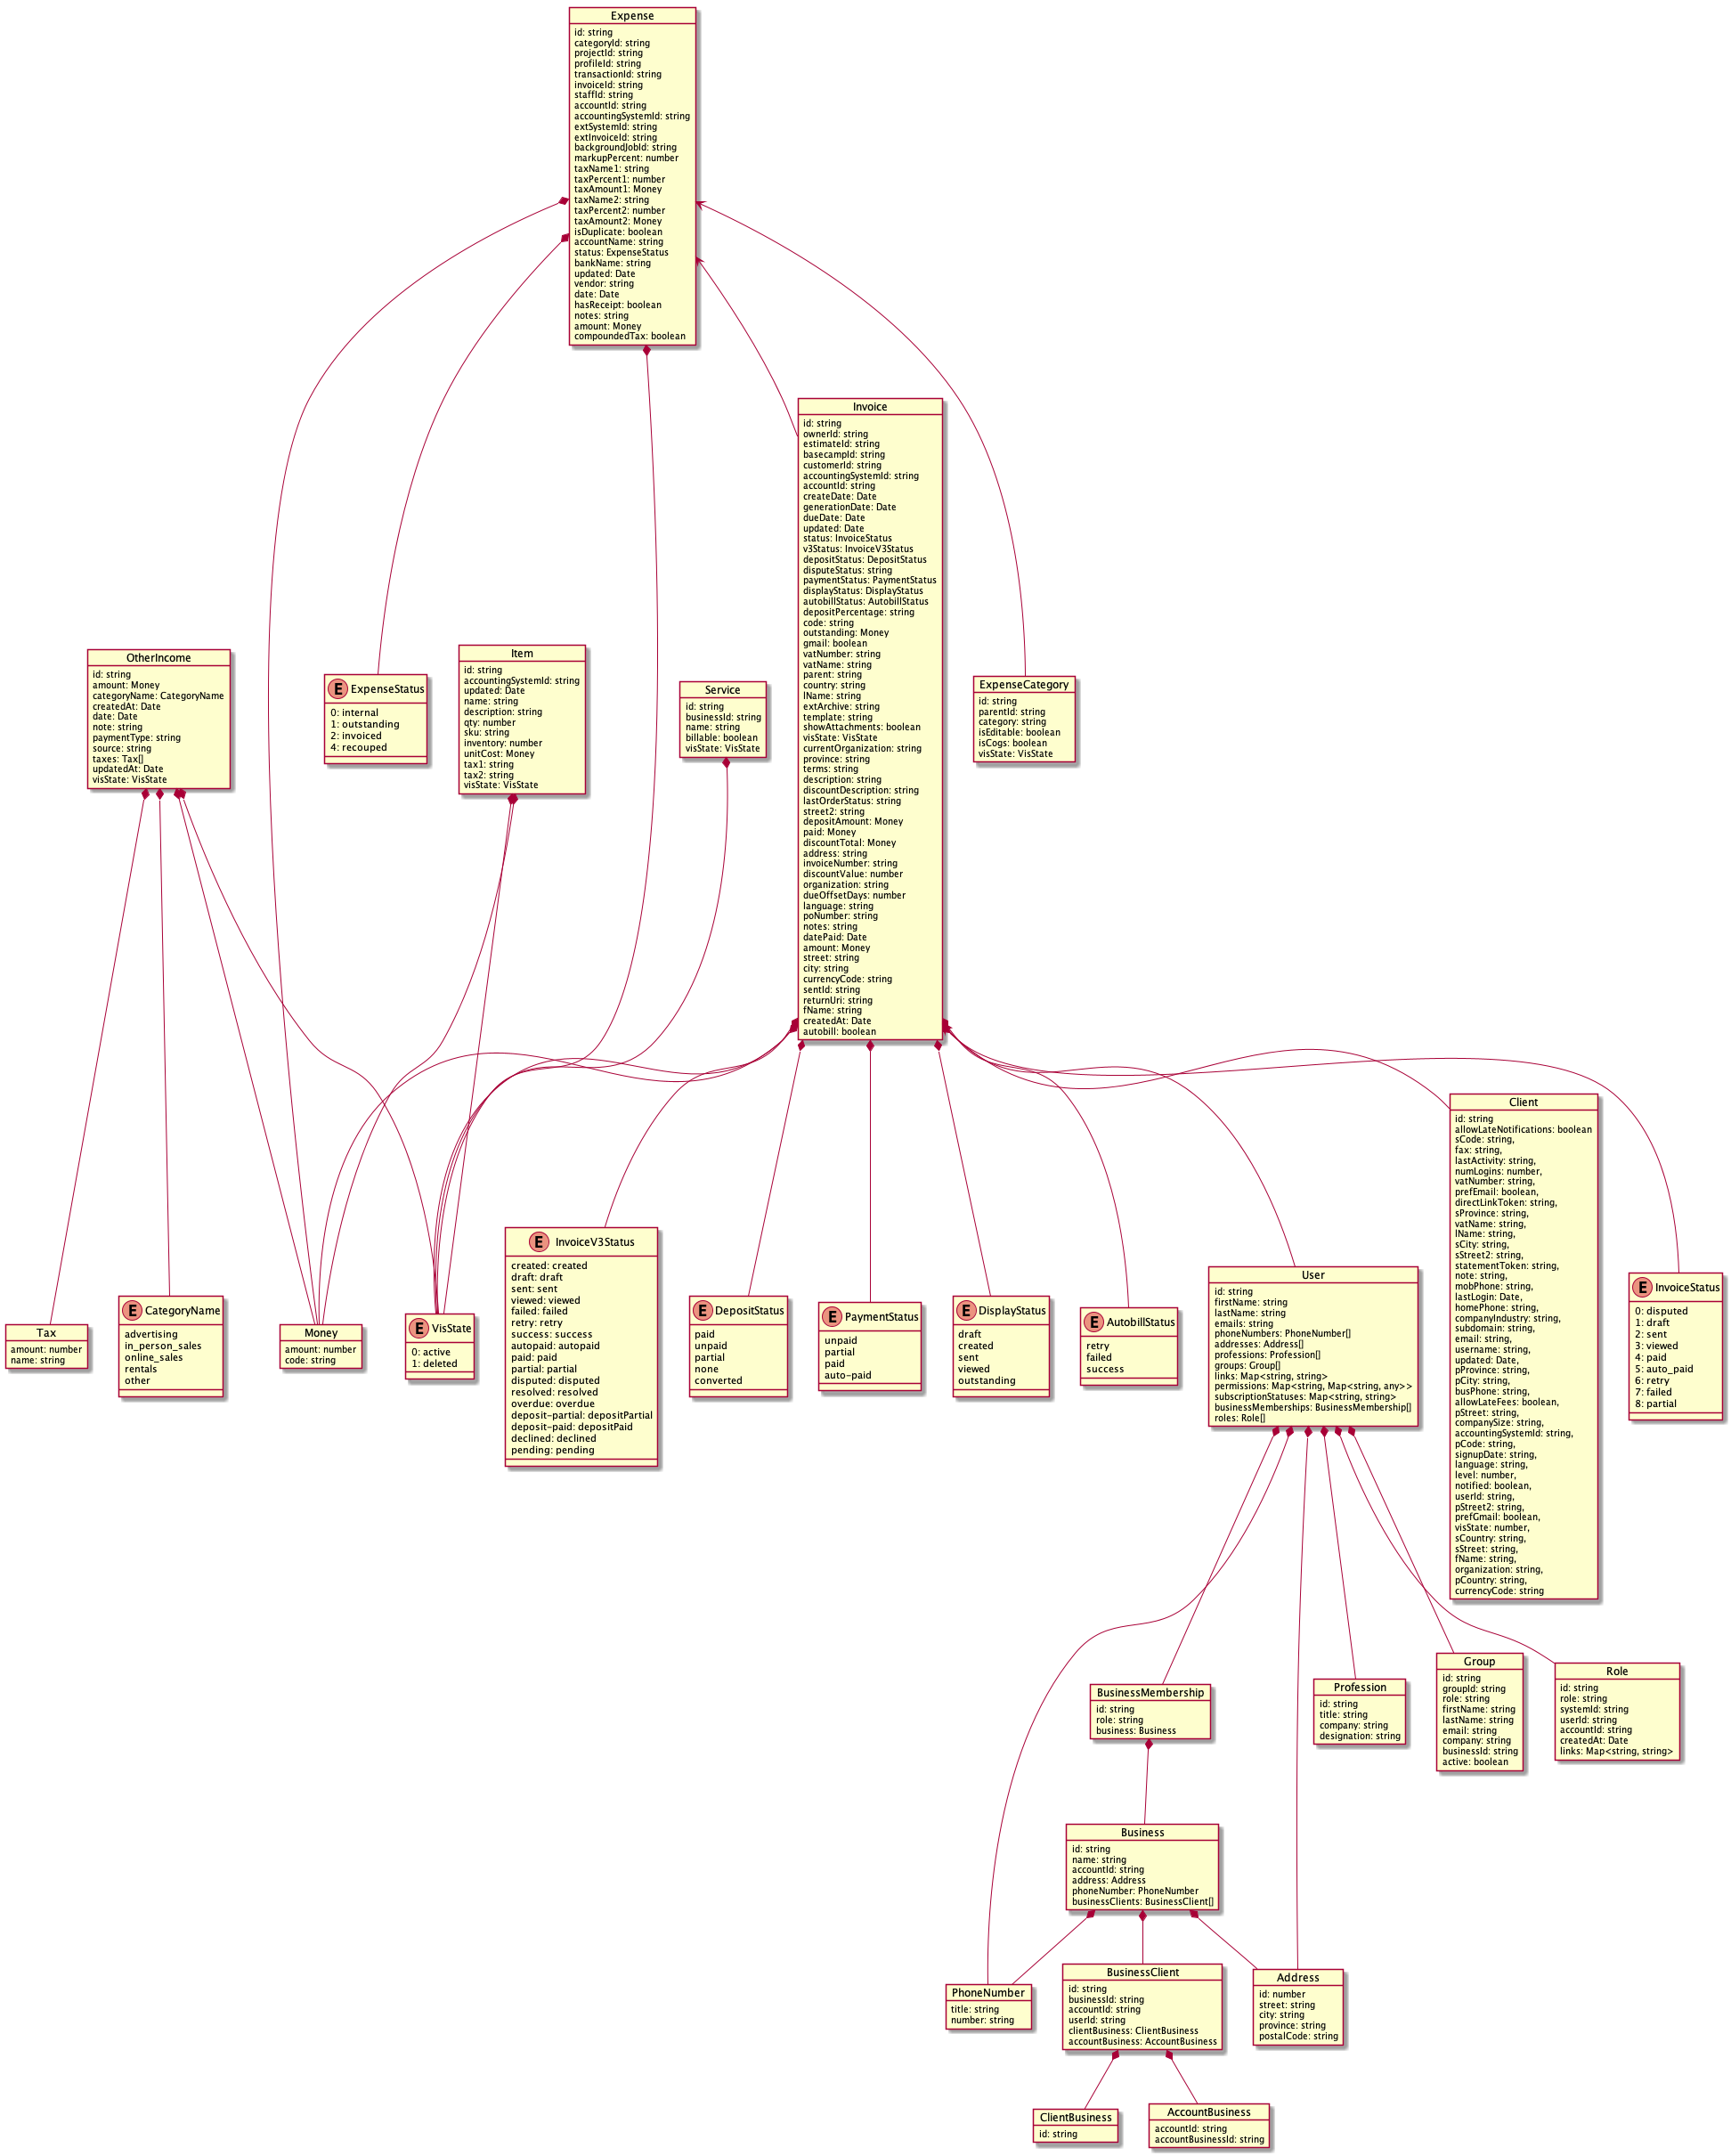 Expense
id: string
categoryId: string
projectId: string
profileId: string
transactionId: string
invoiceId: string
staffId: string
accountId: string
accountingSystemId: string
extSystemId: string
extInvoiceId: string
backgroundJobId: string
markupPercent: number
taxName1: string
taxPercent1: number
taxAmount1: Money
taxName2: string
taxPercent2: number
taxAmount2: Money
isDuplicate: boolean
accountName: string
status: ExpenseStatus
bankName: string
updated: Date
vendor: string
date: Date
hasReceipt: boolean
notes: string
amount: Money
compoundedTax: boolean
Invoice
id: string
ownerId: string
estimateId: string
basecampId: string
customerId: string
accountingSystemId: string
accountId: string
createDate: Date
generationDate: Date
dueDate: Date
updated: Date
status: InvoiceStatus
v3Status: InvoiceV3Status
depositStatus: DepositStatus
disputeStatus: string
paymentStatus: PaymentStatus
displayStatus: DisplayStatus
autobillStatus: AutobillStatus
depositPercentage: string
code: string
outstanding: Money
gmail: boolean
vatNumber: string
vatName: string
parent: string
country: string
lName: string
extArchive: string
template: string
showAttachments: boolean
visState: VisState
currentOrganization: string
province: string
terms: string
description: string
discountDescription: string
lastOrderStatus: string
street2: string
depositAmount: Money
paid: Money
discountTotal: Money
address: string
invoiceNumber: string
discountValue: number
organization: string
dueOffsetDays: number
language: string
poNumber: string
notes: string
datePaid: Date
amount: Money
street: string
city: string
currencyCode: string
sentId: string
returnUri: string
fName: string
createdAt: Date
autobill: boolean
OtherIncome
id: string
amount: Money
categoryName: CategoryName
createdAt: Date
date: Date
note: string
paymentType: string
source: string
taxes: Tax[]
updatedAt: Date
visState: VisState
E ExpenseStatus
0: internal
1: outstanding
2: invoiced
4: recouped
Item
id: string
accountingSystemId: string
updated: Date
name: string
description: string
qty: number
sku: string
inventory: number
unitCost: Money
tax1: string
tax2: string
visState: VisState
Service
id: string
businessId: string
name: string
billable: boolean
visState: VisState
ExpenseCategory
id: string
parentId: string
category: string
isEditable: boolean
isCogs: boolean
visState: VisState
Client
id: string
allowLateNotifications: boolean
sCode: string,
fax: string,
lastActivity: string,
numLogins: number,
vatNumber: string,
prefEmail: boolean,
directLinkToken: string,
sProvince: string,
vatName: string,
lName: string,
sCity: string,
sStreet2: string,
statementToken: string,
note: string,
mobPhone: string,
lastLogin: Date,
homePhone: string,
companyIndustry: string,
subdomain: string,
email: string,
username: string,
updated: Date,
pProvince: string,
pCity: string,
busPhone: string,
allowLateFees: boolean,
pStreet: string,
companySize: string,
accountingSystemId: string,
pCode: string,
signupDate: string,
language: string,
level: number,
notified: boolean,
userId: string,
pStreet2: string,
prefGmail: boolean,
visState: number,
sCountry: string,
sStreet: string,
fName: string,
organization: string,
pCountry: string,
currencyCode: string
Tax
amount: number
name: string
E CategoryName
advertising
in_person_sales
online_sales
rentals
other
Money
amount: number
code: string
E VisState
0: active
1: deleted
E InvoiceV3Status
created: created
draft: draft
sent: sent
viewed: viewed
failed: failed
retry: retry
success: success
autopaid: autopaid
paid: paid
partial: partial
disputed: disputed
resolved: resolved
overdue: overdue
deposit-partial: depositPartial
deposit-paid: depositPaid
declined: declined
pending: pending
E DepositStatus
paid
unpaid
partial
none
converted
E PaymentStatus
unpaid
partial
paid
auto-paid
E DisplayStatus
draft
created
sent
viewed
outstanding
E AutobillStatus
retry
failed
success
User
id: string
firstName: string
lastName: string
emails: string
phoneNumbers: PhoneNumber[]
addresses: Address[]
professions: Profession[]
groups: Group[]
links: Map<string, string>
permissions: Map<string, Map<string, any>>
subscriptionStatuses: Map<string, string>
businessMemberships: BusinessMembership[]
roles: Role[]
E InvoiceStatus
0: disputed
1: draft
2: sent
3: viewed
4: paid
5: auto_paid
6: retry
7: failed
8: partial
BusinessMembership
id: string
role: string
business: Business
Profession
id: string
title: string
company: string
designation: string
Group
id: string
groupId: string
role: string
firstName: string
lastName: string
email: string
company: string
businessId: string
active: boolean
Role
id: string
role: string
systemId: string
userId: string
accountId: string
createdAt: Date
links: Map<string, string>
Business
id: string
name: string
accountId: string
address: Address
phoneNumber: PhoneNumber
businessClients: BusinessClient[]
PhoneNumber
title: string
number: string
BusinessClient
id: string
businessId: string
accountId: string
userId: string
clientBusiness: ClientBusiness
accountBusiness: AccountBusiness
Address
id: number
street: string
city: string
province: string
postalCode: string
ClientBusiness
id: string
AccountBusiness
accountId: string
accountBusinessId: string